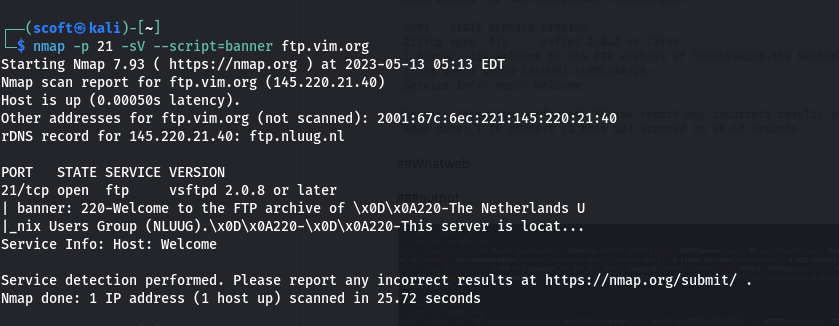 ┌──(scoft㉿kali)-[~]
└─$ nmap -p 21 -sV --script=banner ftp.vim.org
Starting Nmap 7.93 ( https://nmap.org ) at 2023-05-13 05:13 EDT
Nmap scan report for ftp.vim.org (145.220.21.40)
Host is up (0.00050s latency).
Other addresses for ftp.vim.org (not scanned): 2001:67c:6ec:221:145:220:21:40
rDNS record for 145.220.21.40: ftp.nluug.nl

PORT   STATE SERVICE VERSION
21/tcp open  ftp     vsftpd 2.0.8 or later
| banner: 220-Welcome to the FTP archive of \x0D\x0A220-The Netherlands U
|_nix Users Group (NLUUG).\x0D\x0A220-\x0D\x0A220-This server is locat...
Service Info: Host: Welcome

Service detection performed. Please report any incorrect results at https://nmap.org/submit/ .
Nmap done: 1 IP address (1 host up) scanned in 25.72 seconds
##Whatweb
###output